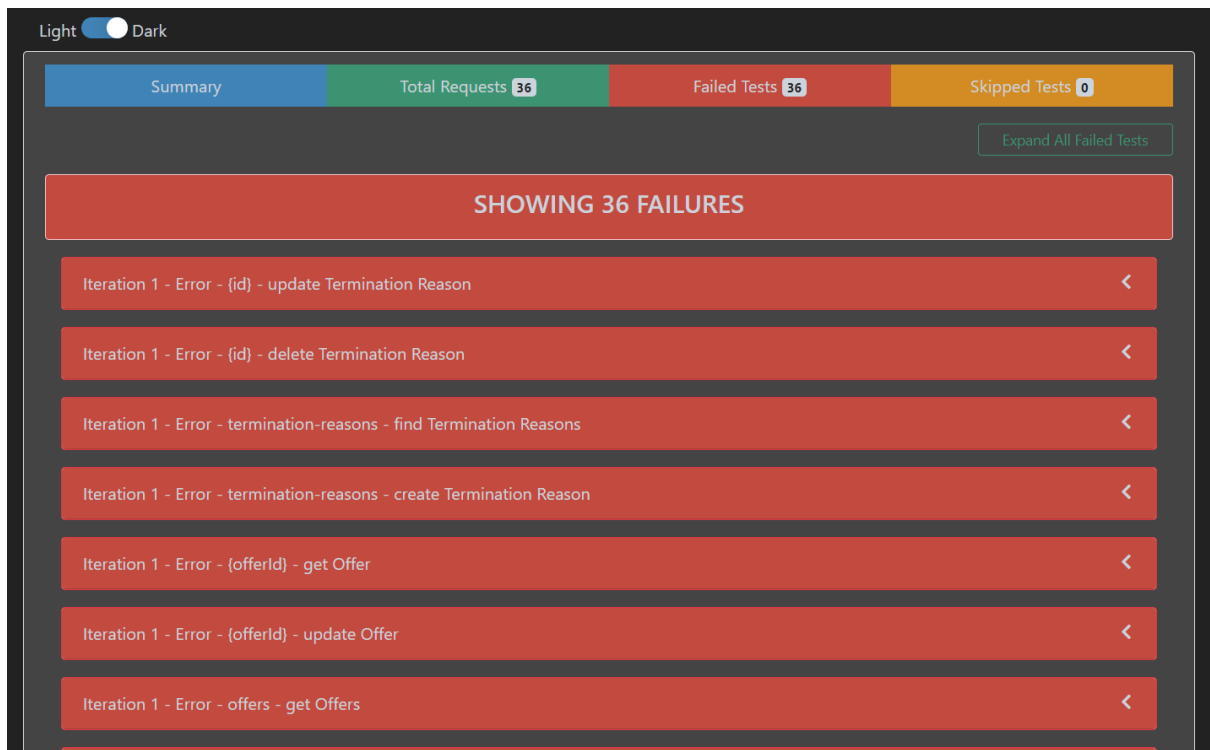 Light Dark
Summary
Total Requests 36
Failed Tests 36
Skipped Tests 0
Expand All Failed Tests
SHOWING 36 FAILURES
Iteration 1 - Error - {id} - update Termination Reason
Iteration 1 - Error - {id} - delete Termination Reason
Iteration 1 - Error - termination-reasons - find Termination Reasons
Iteration 1 - Error - termination-reasons - create Termination Reason
Iteration 1 - Error - {offerId} - get Offer
Iteration 1 - Error - {offerId} - update Offer
Iteration 1 - Error - offers - get Offers